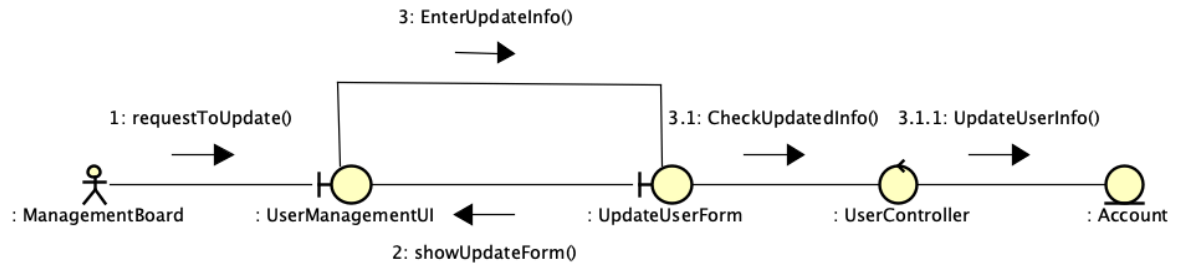 3: EnterUpdateInfo()
1: requestToUpdate()
3.1: CheckUpdatedInfo()
3.1.1: UpdateUserInfo()
: ManagementBoard
: UserManagementUI
: UpdateUserForm
: UserController
: Account
2: showUpdateForm()